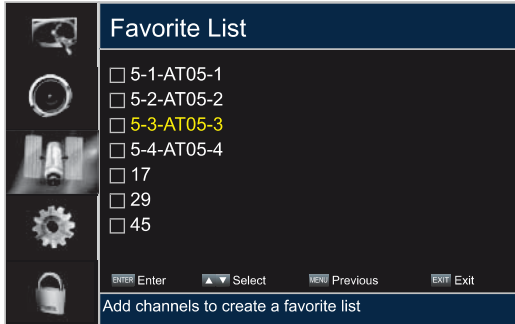 Favorite List
5-1-AT05-1
5-2-AT05-2
5-3-AT05-3
5-4-AT05-4
17
29
45
ENTER Enter ▲ ▼ Select MENU Previous EXIT Exit
Add channels to create a favorite list